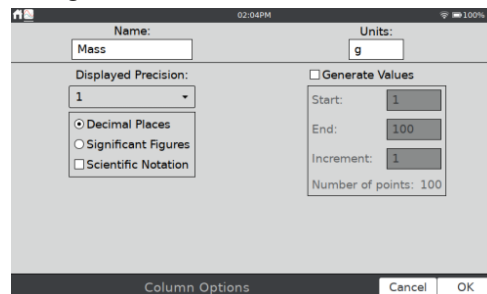 02:04PM 100%
Name: Units:
Mass g
Displayed Precision: Generate Values
1 Start: 1
Decimal Places End: 100
Significant Figures Increment: 1
Scientific Notation Number of points: 100
Column Options Cancel OK